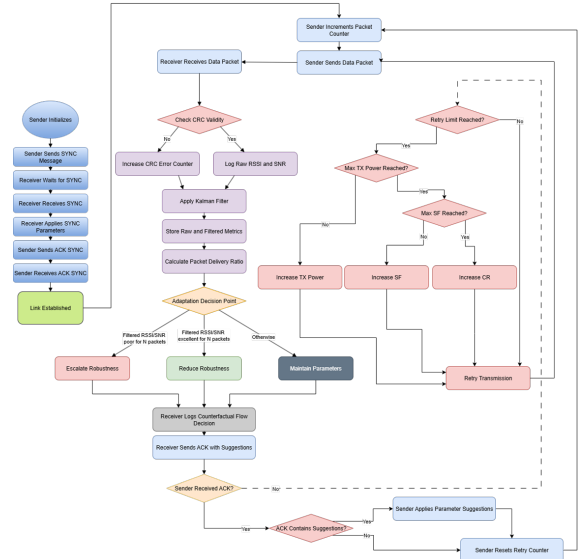 Sender Increments Packet
Counter
Receiver Receives Data Packet
Sender Sends Data Packet
Sender Initializes
Check CRC Validity
Retry Limit Reached?
No
Yes
No
Yes
Sender Sends SYNC
Message
Receiver Waits for SYNC
Increase CRC Error Counter
Log Raw RSSI and SNR
Max TX Power Reached?
Receiver Receives SYNC
Yes
Apply Kalman Filter
Receiver Applies SYNC
Parameters
Max SF Reached?
No
Store Raw and Filtered Metrics
No
Yes
Sender Sends ACK SYNC
Calculate Packet Delivery Ratio
Sender Receives ACK SYNC
Increase TX Power
Increase SF
Increase CR
Link Established
Adaptation Decision Point
Filtered RSSI/SNR
poor for N packets
Filtered RSSI/SNR
excellent for N packets
Otherwise
Escalate Robustness
Reduce Robustness
Maintain Parameters
Retry Transmission
Receiver Logs Counterfactual Flow
Decision
Receiver Sends ACK with Suggestions
Sender Received ACK?
No
Yes
ACK Contains Suggestions?
Yes
No
Sender Applies Parameter Suggestions
Sender Resets Retry Counter